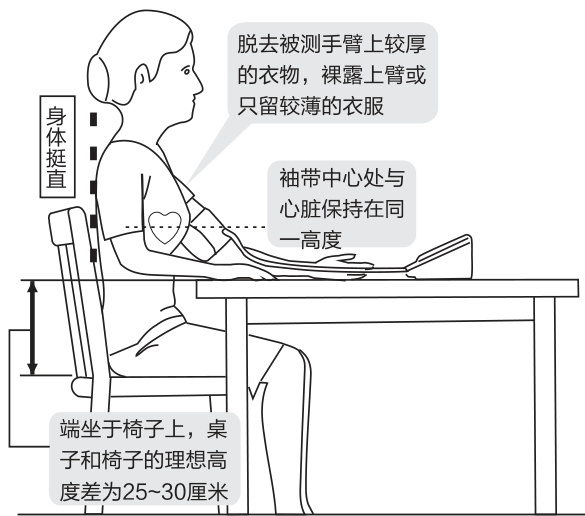 脱去被测手臂上较厚
的衣物，裸露上臂或
只留较薄的衣服
身体挺直
袖带中心处与
心脏保持在同
一高度
端坐于椅子上，桌
子和椅子的理想高
度差为25~30厘米